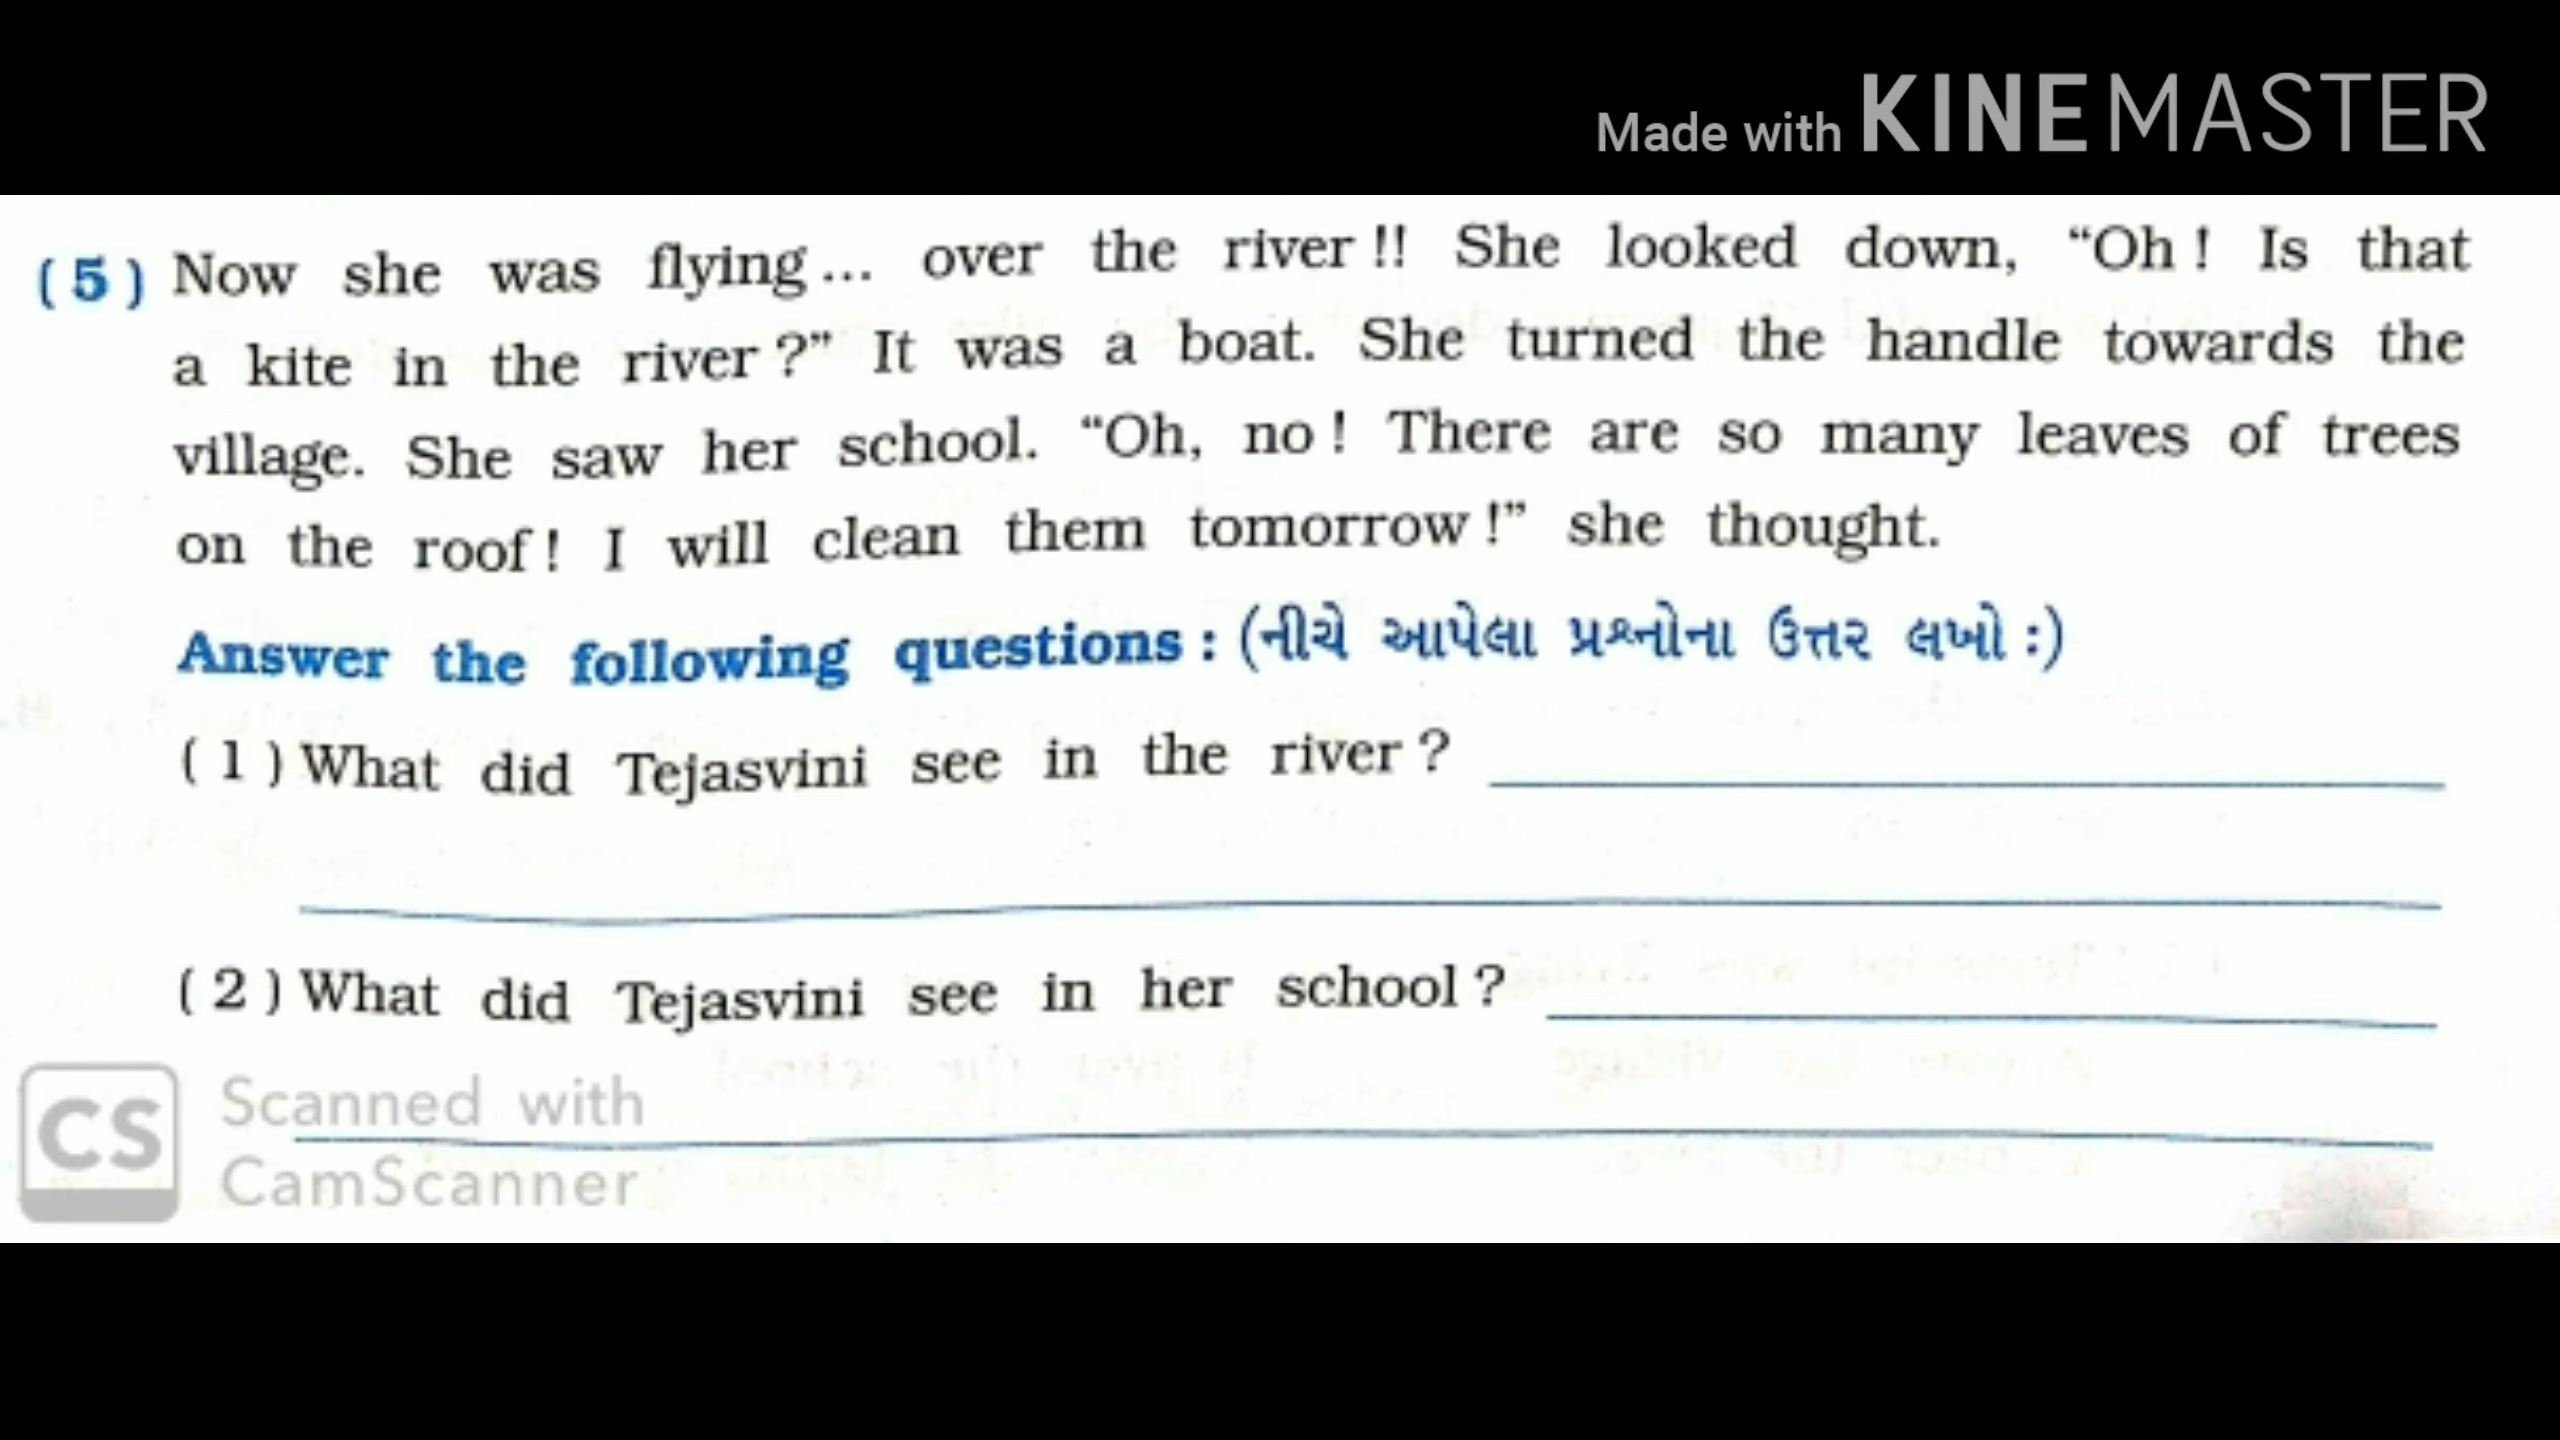 Made with KINEMASTER
(5) Now she was flying... over the river!! She looked down, “Oh! Is that
a kite in the river?” It was a boat. She turned the handle towards the
village. She saw her school. “Oh, no! There are so many leaves of trees
on the roof! I will clean them tomorrow!” she thought.
Answer the following questions: (નીચે આપેલા પ્રશ્નોના ઉત્તર લખો :)
(1) What did Tejasvini see in the river?
(2) What did Tejasvini see in her school?
CS Scanned with
CamScanner